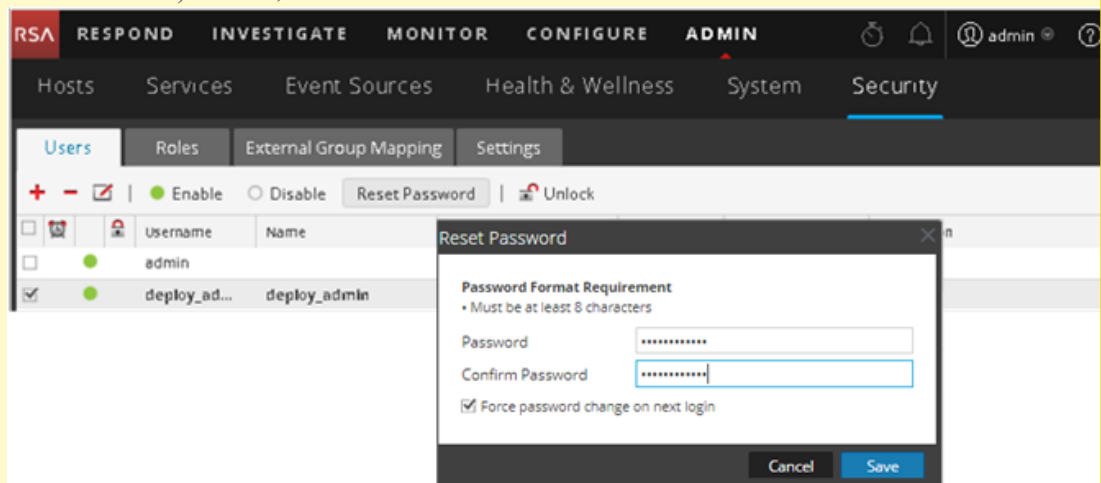 RSA RESPOND INVESTIGATE MONITOR CONFIGURE ADMIN admin
Hosts Services Event Sources Health & Wellness System Security
Users Roles External Group Mapping Settings
+ - | Enable Disable Reset Password | Unlock
Username Name n
admin
deploy_ad... deploy_admin
Reset Password
Password Format Requirement
• Must be at least 8 characters
Password ••••••••••••
Confirm Password ••••••••••••
Force password change on next login
Cancel Save